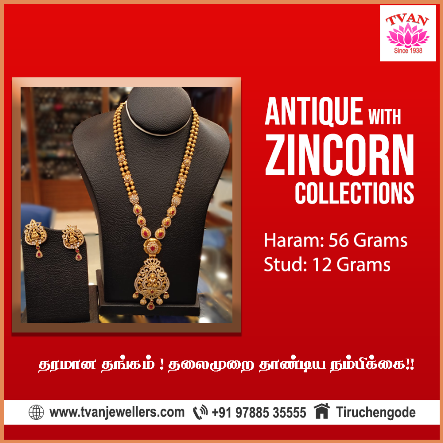 TVAN
Since 1938
ANTIQUE WITH
ZINCORN
COLLECTIONS
Haram: 56 Grams
Stud: 12 Grams
தரமான தங்கம் ! தலைமுறை தாண்டிய நம்பிக்கை!!
www.tvanjewellers.com +91 97885 35555 Tiruchengode